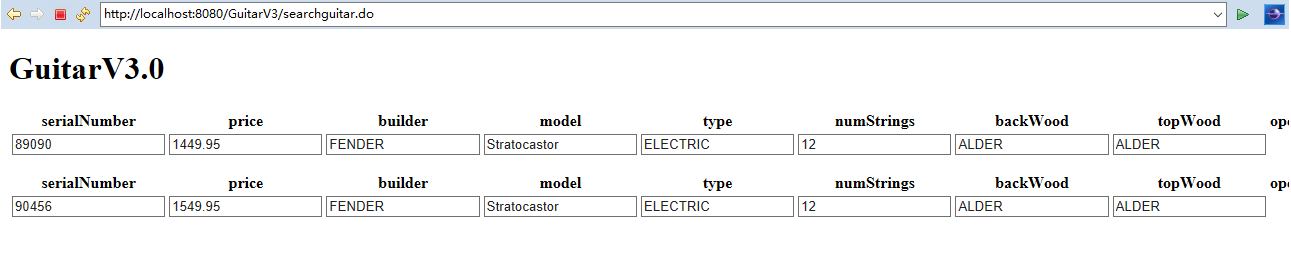 http://localhost:8080/GuitarV3/searchguitar.do
GuitarV3.0
serialNumber price builder model type numStrings backWood topWood
89090 1449.95 FENDER Stratocastor ELECTRIC 12 ALDER ALDER
serialNumber price builder model type numStrings backWood topWood
90456 1549.95 FENDER Stratocastor ELECTRIC 12 ALDER ALDER